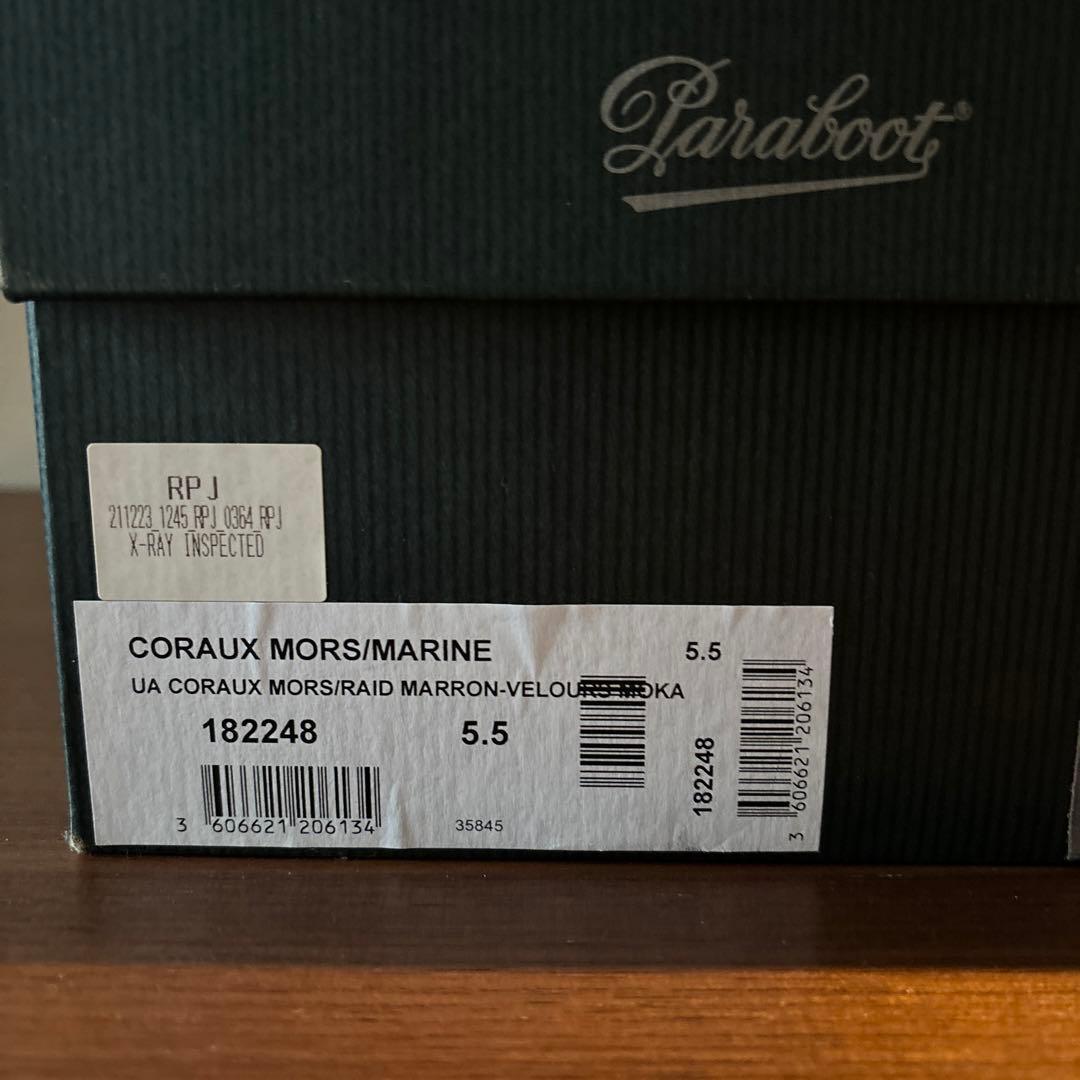 Paraboot®
RPJ
211223_1245_RPJ_0364_RPJ
X-RAY INSPECTED
CORAUX MORS/MARINE 5.5
UA CORAUX MORS/RAID MARRON-VELOURS MOKA
182248 5.5
3 606621 206134
35845
182248
3 606621 206134